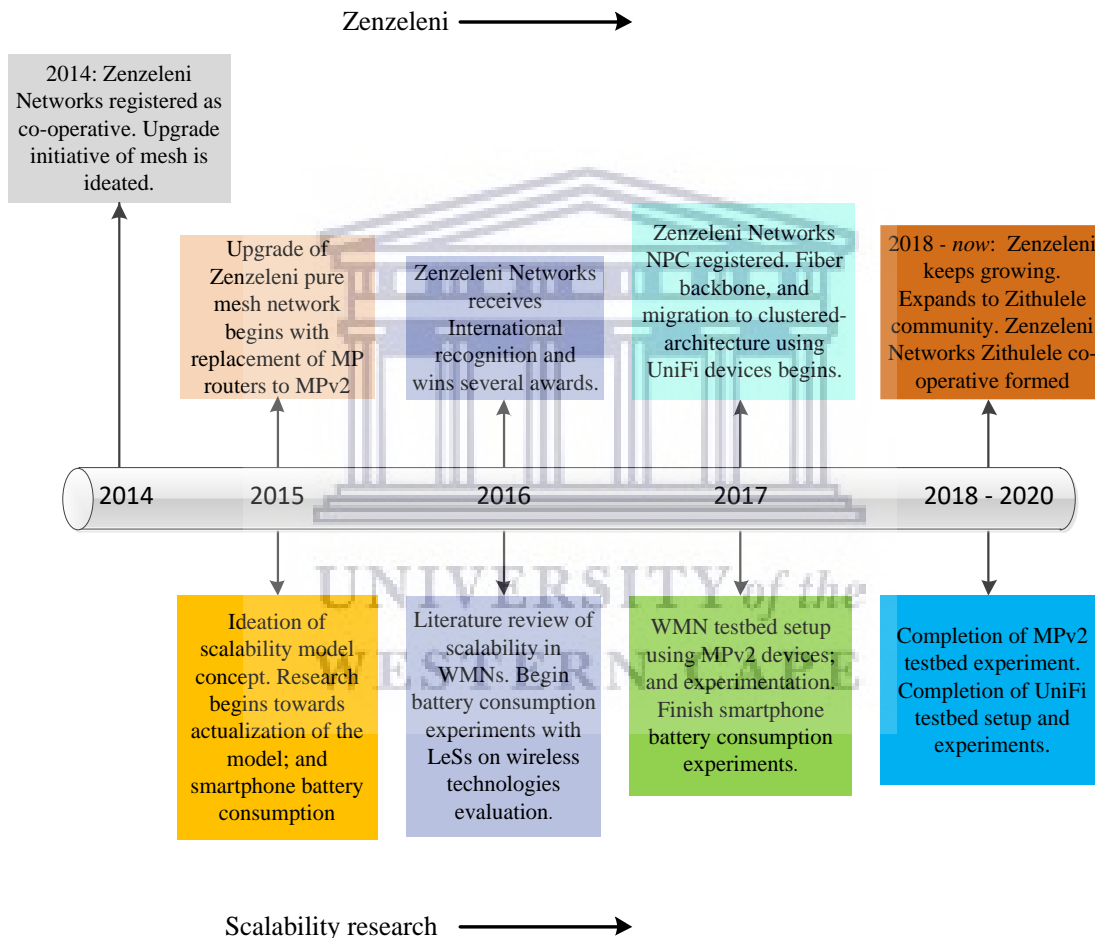 Zenzeleni
2014: Zenzeleni
Networks registered as
co-operative. Upgrade
initiative of mesh is
ideated.
Upgrade of
Zenzeleni pure
mesh network
begins with
replacement of MP
routers to MPv2
Zenzeleni Networks
receives
International
recognition and
wins several awards.
Zenzeleni Networks
NPC registered. Fiber
backbone, and
migration to clustered-
architecture using
UniFi devices begins.
2018 - now: Zenzeleni
keeps growing.
Expands to Zithulele
community. Zenzeleni
Networks Zithulele co-
operative formed
2014
2015
2016
2017
2018 - 2020
UNIVERSITY of the
WESTERN CAPE
Ideation of
scalability model
concept. Research
begins towards
actualization of the
model; and
smartphone battery
consumption
Literature review of
scalability in
WMNs. Begin
battery consumption
experiments with
LeSs on wireless
technologies
evaluation.
WMN testbed setup
using MPv2 devices;
and experimentation.
Finish smartphone
battery consumption
experiments.
Completion of MPv2
testbed experiment.
Completion of UniFi
testbed setup and
experiments.
Scalability research